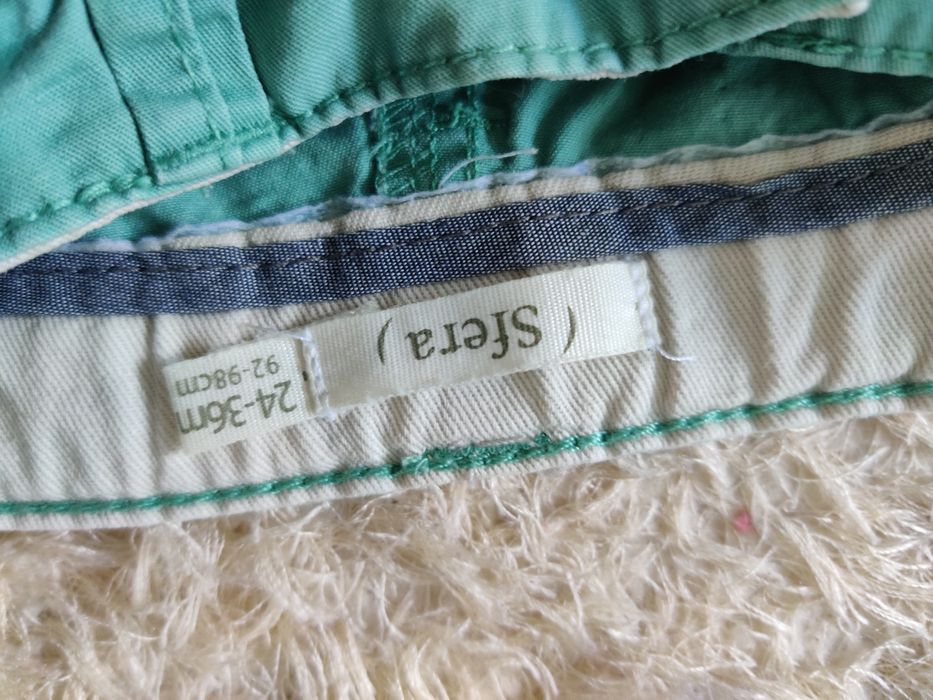 ( Sfera )
24-36m
92-98cm